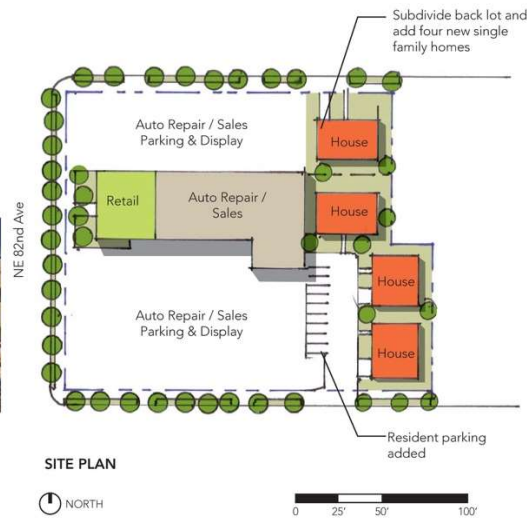 Subdivide back lot and
add four new single
family homes
Auto Repair / Sales
Parking & Display
House
Retail
Auto Repair /
Sales
House
NE 82nd Ave
House
Auto Repair / Sales
Parking & Display
House
Resident parking
added
SITE PLAN
NORTH
0 25' 50' 100'